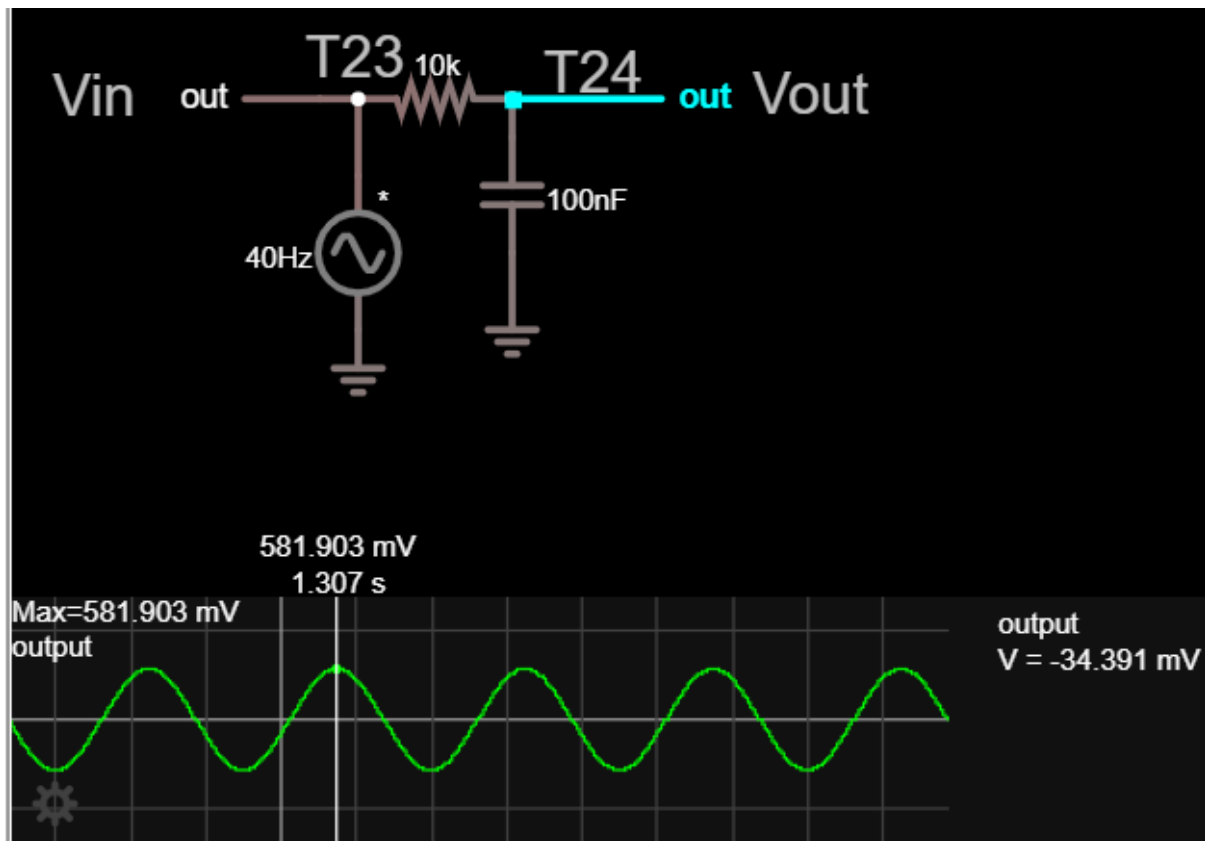 T23 10k T24
Vin out out Vout
*
100nF
40Hz
581.903 mV
1.307 s
Max=581.903 mV
output
output
V = -34.391 mV